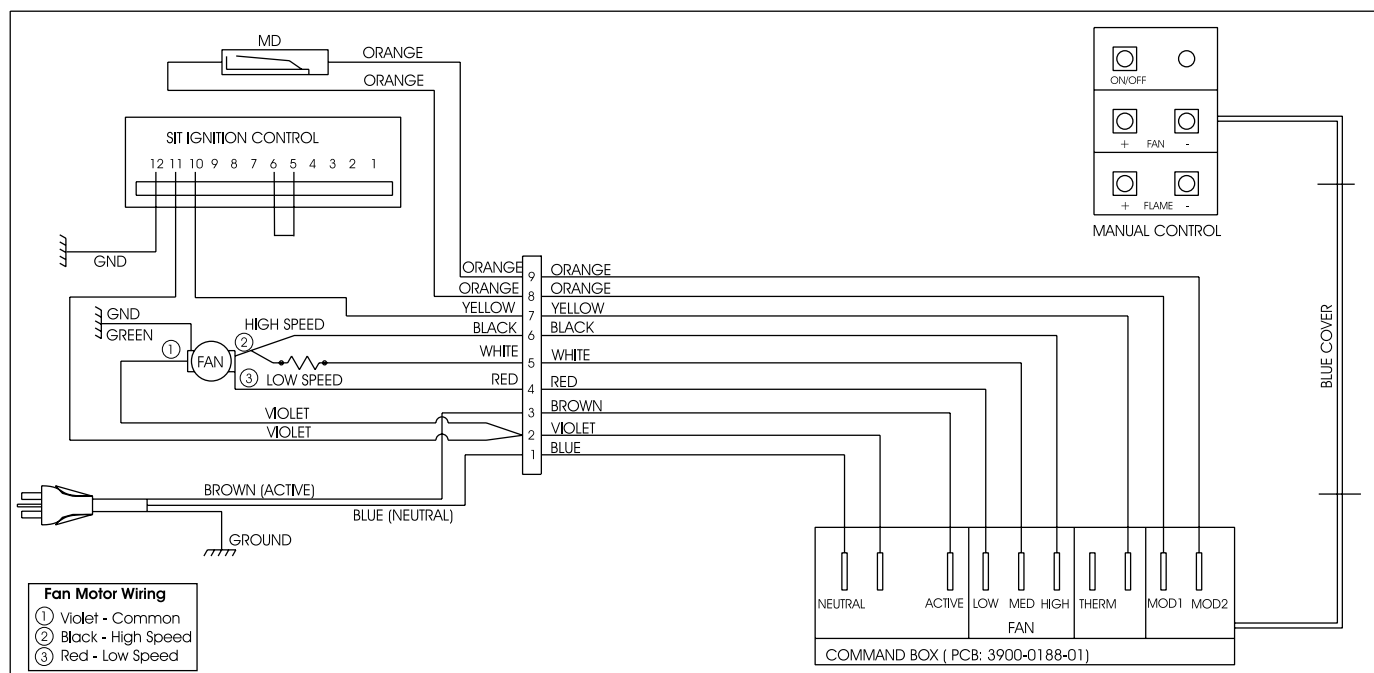 MD
ORANGE
ORANGE
SIT IGNITION CONTROL
12 11 10 9 8 7 6 5 4 3 2 1
GND
ON/OFF
+ FAN -
+ FLAME -
MANUAL CONTROL
BLUE COVER
ORANGE 9 ORANGE
ORANGE 8 ORANGE
YELLOW 7 YELLOW
BLACK 6 BLACK
WHITE 5 WHITE
RED 4 RED
3 BROWN
2 VIOLET
1 BLUE
GND
GREEN
HIGH SPEED
1 FAN 2
3 LOW SPEED
VIOLET
VIOLET
BROWN (ACTIVE)
BLUE (NEUTRAL)
GROUND
Fan Motor Wiring
1 Violet - Common
2 Black - High Speed
3 Red - Low Speed
NEUTRAL ACTIVE LOW MED HIGH THERM MOD1 MOD2
FAN
COMMAND BOX ( PCB: 3900-0188-01)